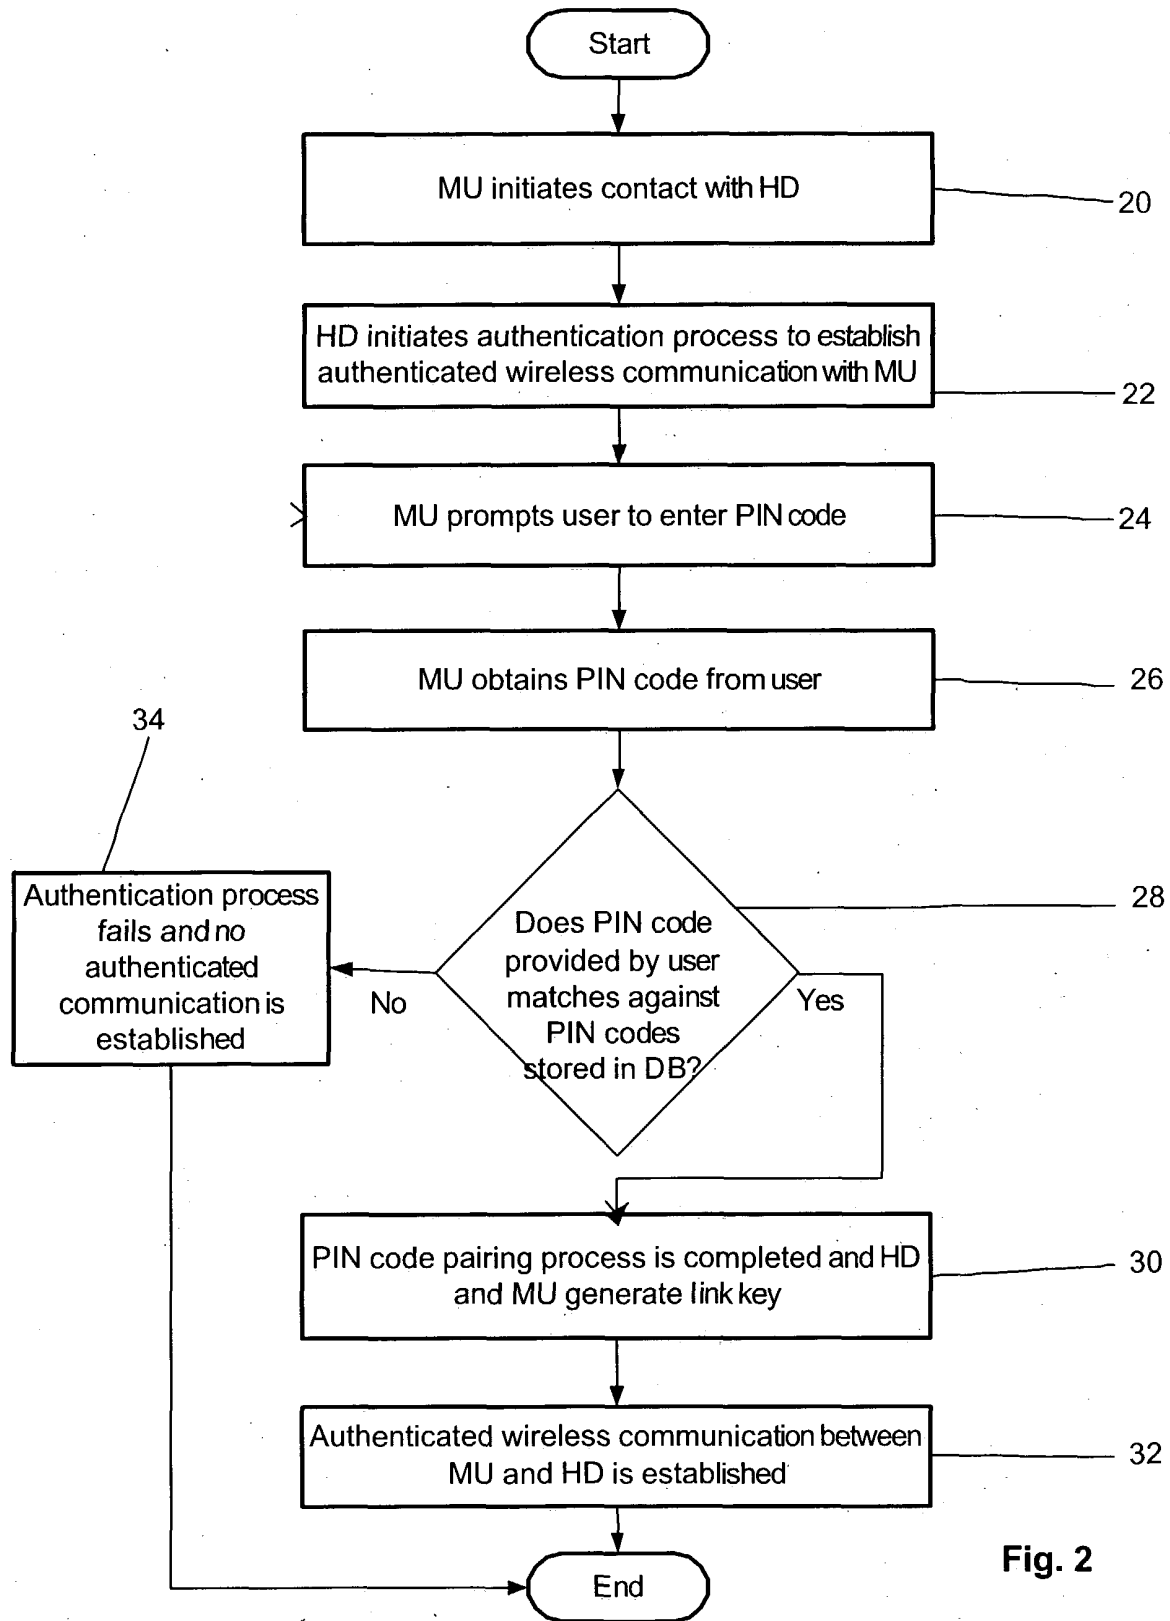 Start
MU initiates contact with HD
20
HD initiates authentication process to establish
authenticated wireless communication with MU
22
MU prompts user to enter PIN code
24
MU obtains PIN code from user
26
34
Authentication process
fails and no
authenticated
communication is
established
No
Does PIN code
provided by user
matches against
PIN codes
stored in DB?
Yes
28
PIN code pairing process is completed and HD
and MU generate link key
30
Authenticated wireless communication between
MU and HD is established
32
End
Fig. 2